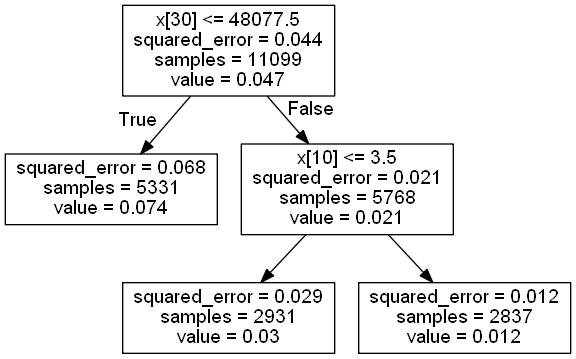 x[30] <= 48077.5
squared_error = 0.044
samples = 11099
value = 0.047
True
False
squared_error = 0.068
samples = 5331
value = 0.074
x[10] <= 3.5
squared_error = 0.021
samples = 5768
value = 0.021
squared_error = 0.029
samples = 2931
value = 0.03
squared_error = 0.012
samples = 2837
value = 0.012